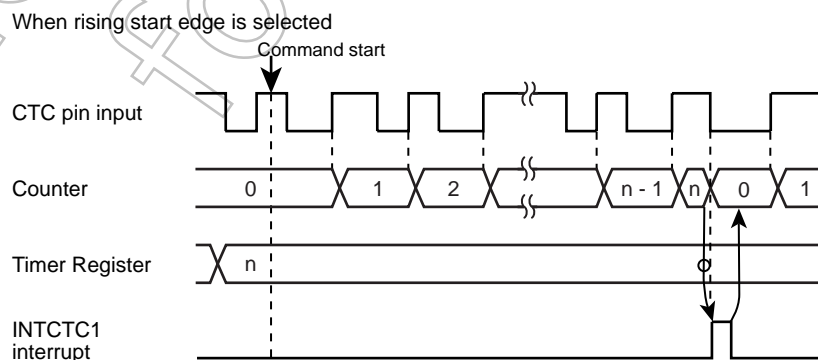 When rising start edge is selected
Command start
CTC pin input
Counter
0 1 2 n - 1 n 0 1
Timer Register
n
INTCTC1
interrupt